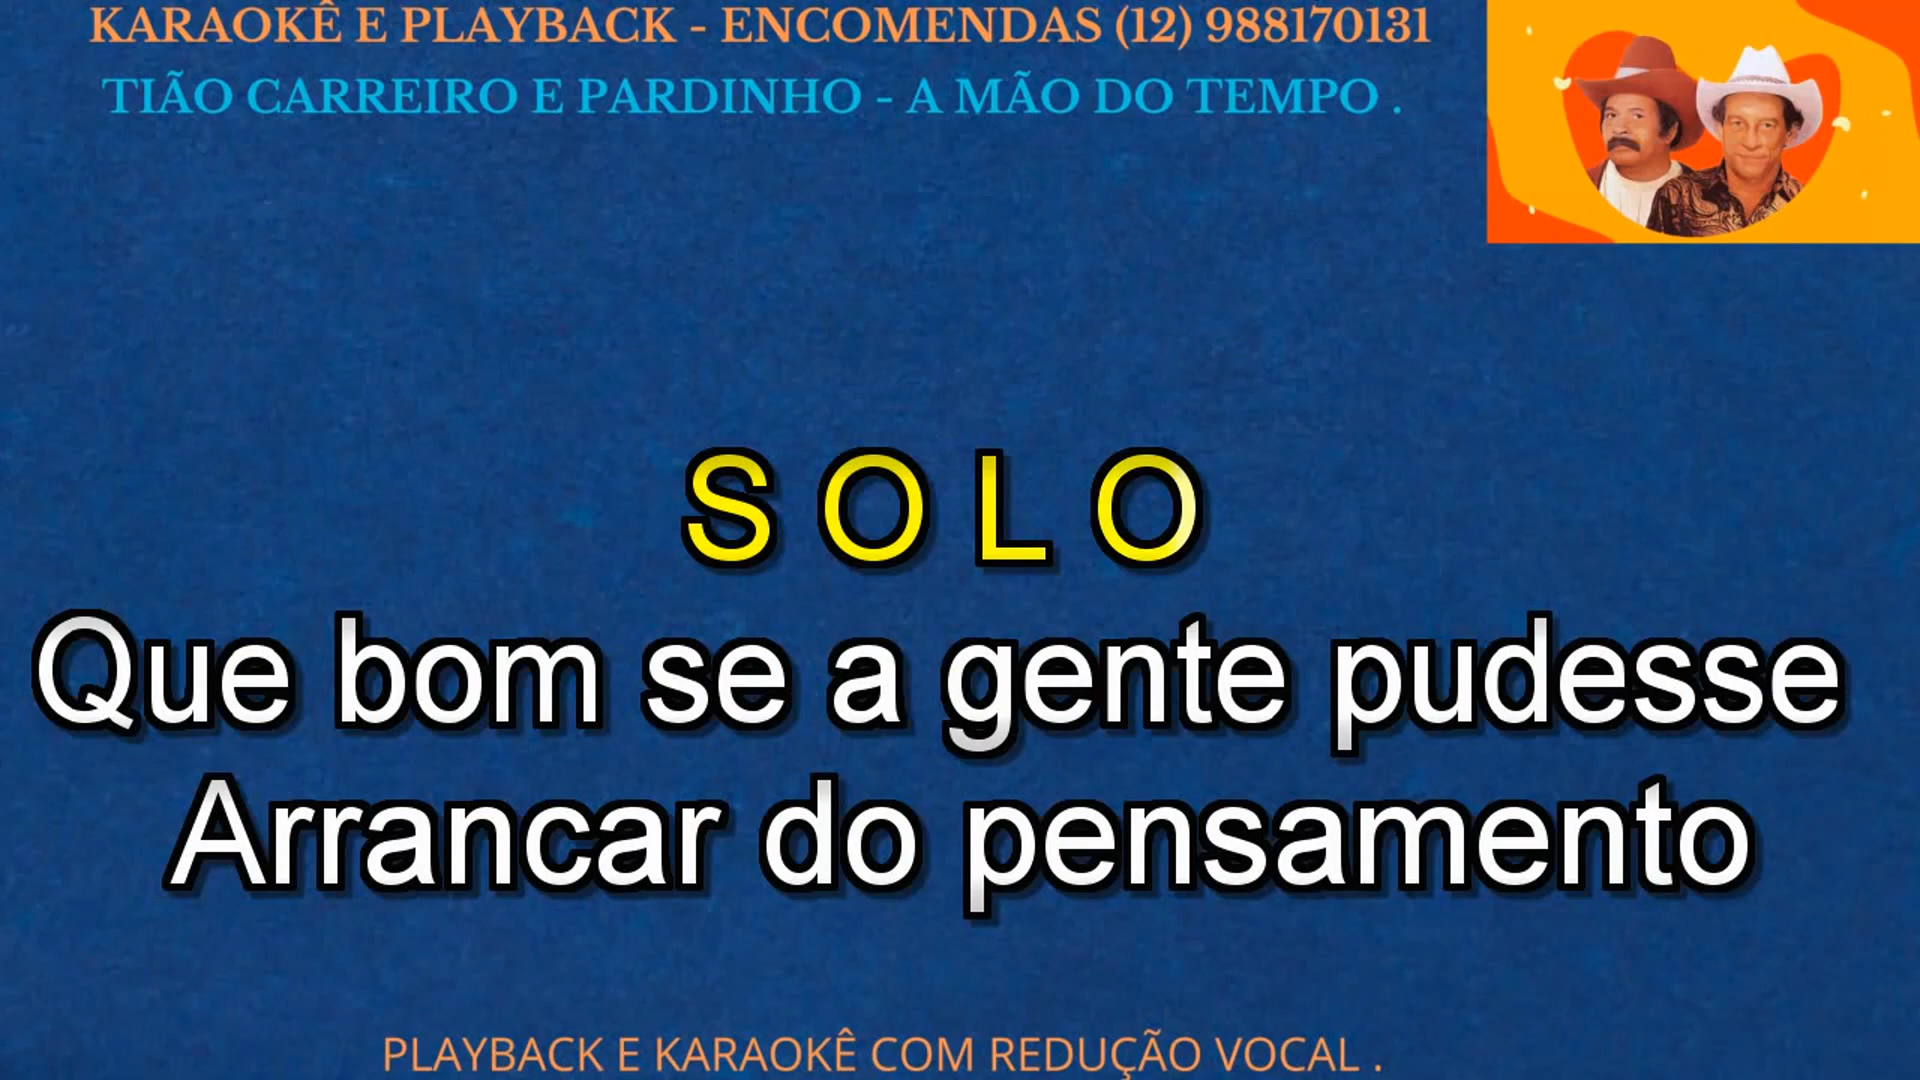 KARAOKÊ E PLAYBACK - ENCOMENDAS (12) 988170131
TIÃO CARREIRO E PARDINHO - A MÃO DO TEMPO .
S O L O
Que bom se a gente pudesse
Arrancar do pensamento
PLAYBACK E KARAOKÊ COM REDUÇÃO VOCAL .